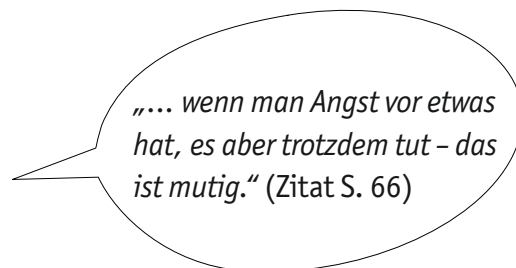 „… wenn man Angst vor etwas
hat, es aber trotzdem tut – das
ist mutig.“ (Zitat S. 66)